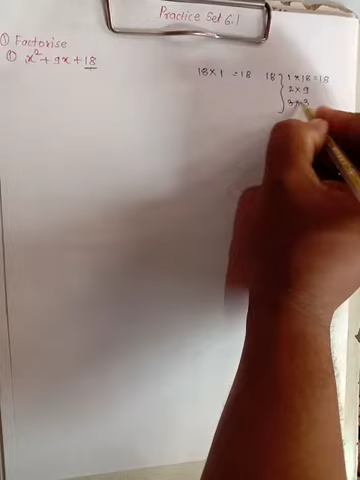 Practice Set 6.1
① Factorise
① x² + 9x + 18
18 × 1 = 18 18 } 1 × 18 = 18
2 × 9
3 × 3